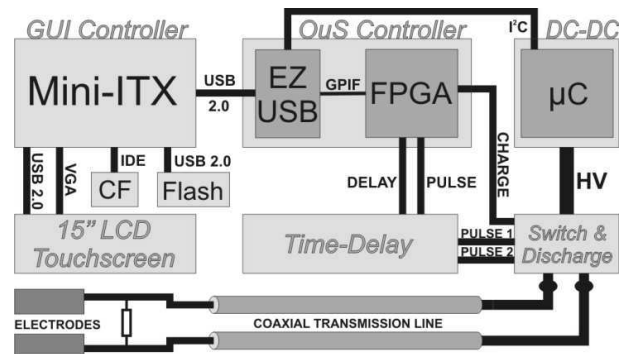 GUI Controller
OuS Controller
DC-DC
I²C
Mini-ITX
USB
2.0
EZ
USB
GPIF
FPGA
µC
USB 2.0
VGA
IDE
USB 2.0
CF
Flash
DELAY
PULSE
CHARGE
HV
15” LCD
Touchscreen
Time-Delay
PULSE 1
PULSE 2
Switch &
Discharge
ELECTRODES
COAXIAL TRANSMISSION LINE